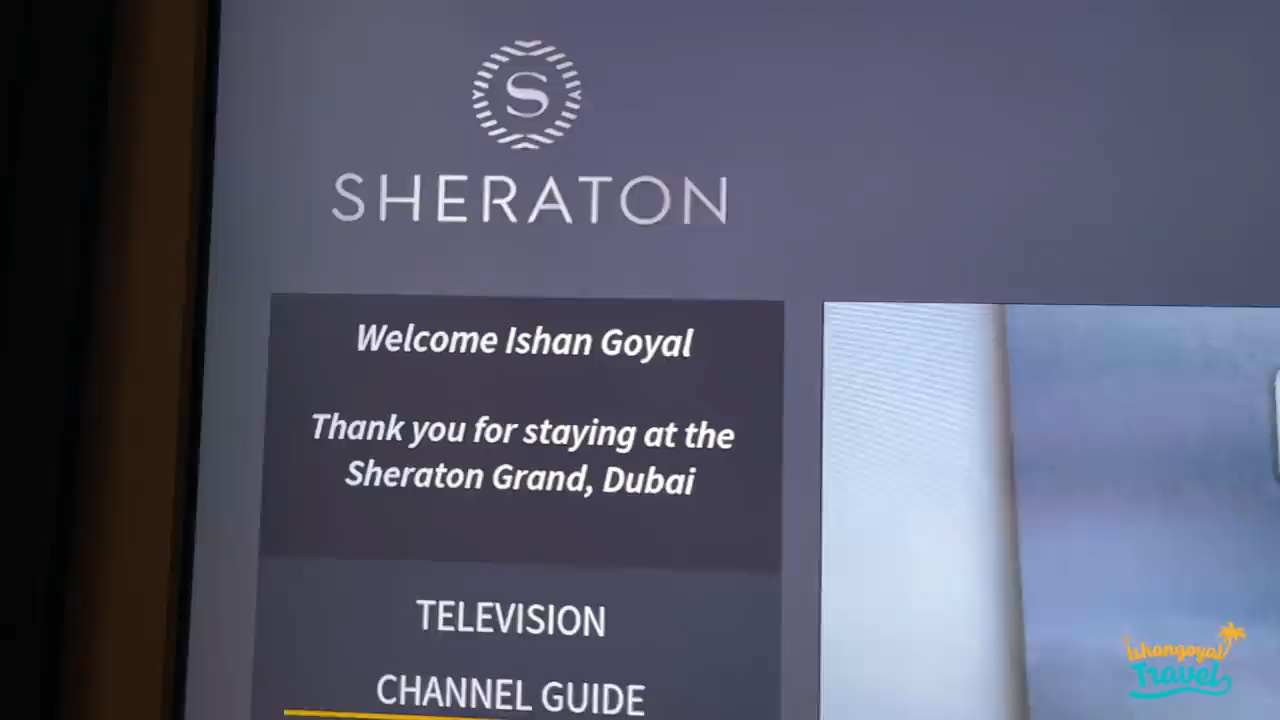 S
SHERATON
Welcome Ishan Goyal
Thank you for staying at the
Sheraton Grand, Dubai
TELEVISION
CHANNEL GUIDE
ishangoyal
Travel